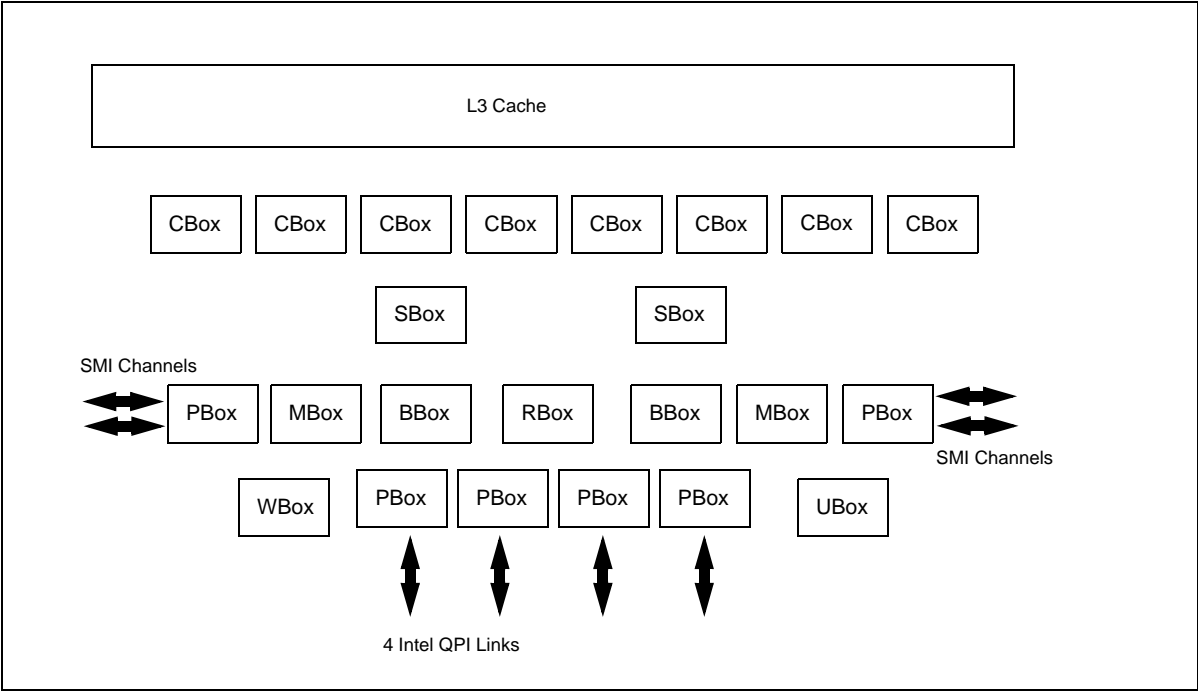 L3 Cache
CBox CBox CBox CBox CBox CBox CBox CBox
SBox SBox
SMI Channels
PBox MBox BBox RBox BBox MBox PBox
SMI Channels
WBox PBox PBox PBox PBox UBox
4 Intel QPI Links